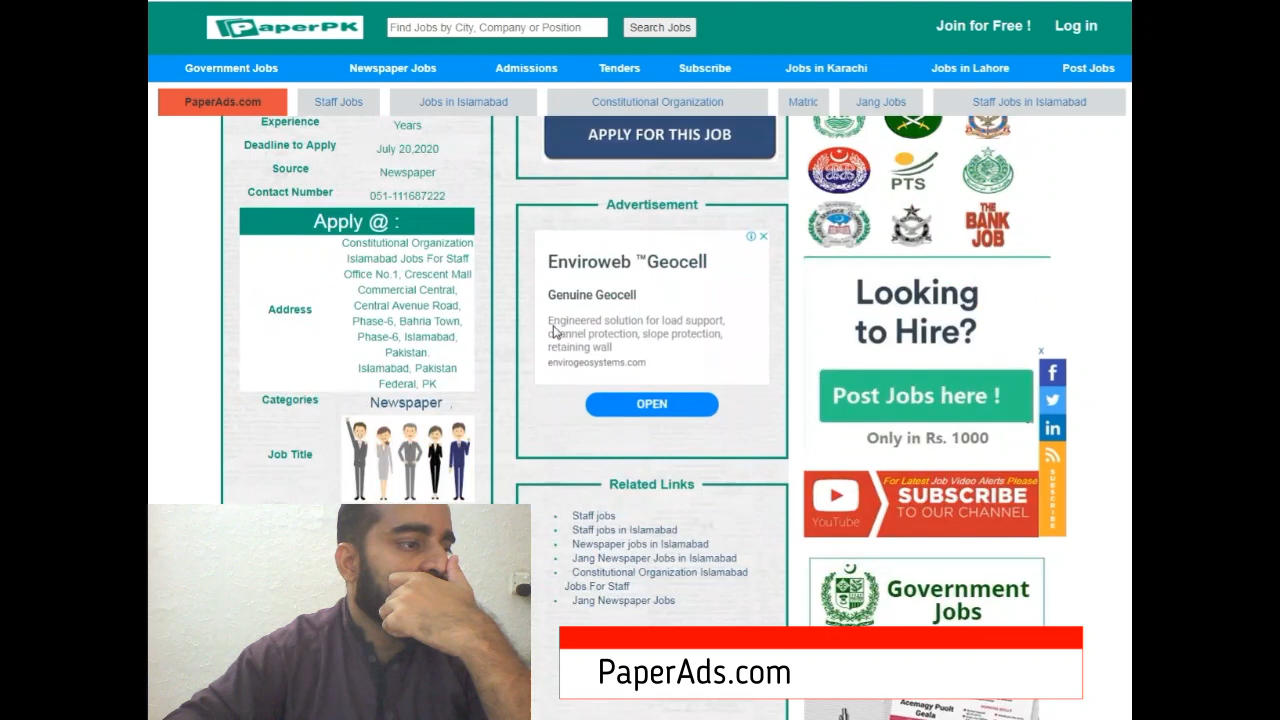 PaperPK
Find Jobs by City, Company or Position
Search Jobs
Join for Free !
Log in
Government Jobs
Newspaper Jobs
Admissions
Tenders
Subscribe
Jobs in Karachi
Jobs in Lahore
Post Jobs
PaperAds.com
Staff Jobs
Jobs in Islamabad
Constitutional Organization
Matric
Jang Jobs
Staff Jobs in Islamabad
Experience
Years
Deadline to Apply
July 20,2020
Source
Newspaper
Contact Number
051-111687222
Apply @ :
Address
Constitutional Organization
Islamabad Jobs For Staff
Office No.1, Crescent Mall
Commercial Central,
Central Avenue Road,
Phase-6, Bahria Town,
Phase-6, Islamabad,
Pakistan.
Islamabad, Pakistan
Federal, PK
Categories
Newspaper ,
Job Title
APPLY FOR THIS JOB
Advertisement
Enviroweb ™Geocell
Genuine Geocell
Engineered solution for load support,
channel protection, slope protection,
retaining wall
envirogeosystems.com
OPEN
Related Links
Staff jobs
Staff jobs in Islamabad
Newspaper jobs in Islamabad
Jang Newspaper Jobs in Islamabad
Constitutional Organization Islamabad
Jobs For Staff
Jang Newspaper Jobs
PTS
THE
BANK
JOB
Looking
to Hire?
Post Jobs here !
Only in Rs. 1000
x
f
in
SUBSCRIBE
YouTube
For Latest Job Video Alerts Please
SUBSCRIBE
TO OUR CHANNEL
Government
Jobs
PaperAds.com
Acemagy Puolt
Geala